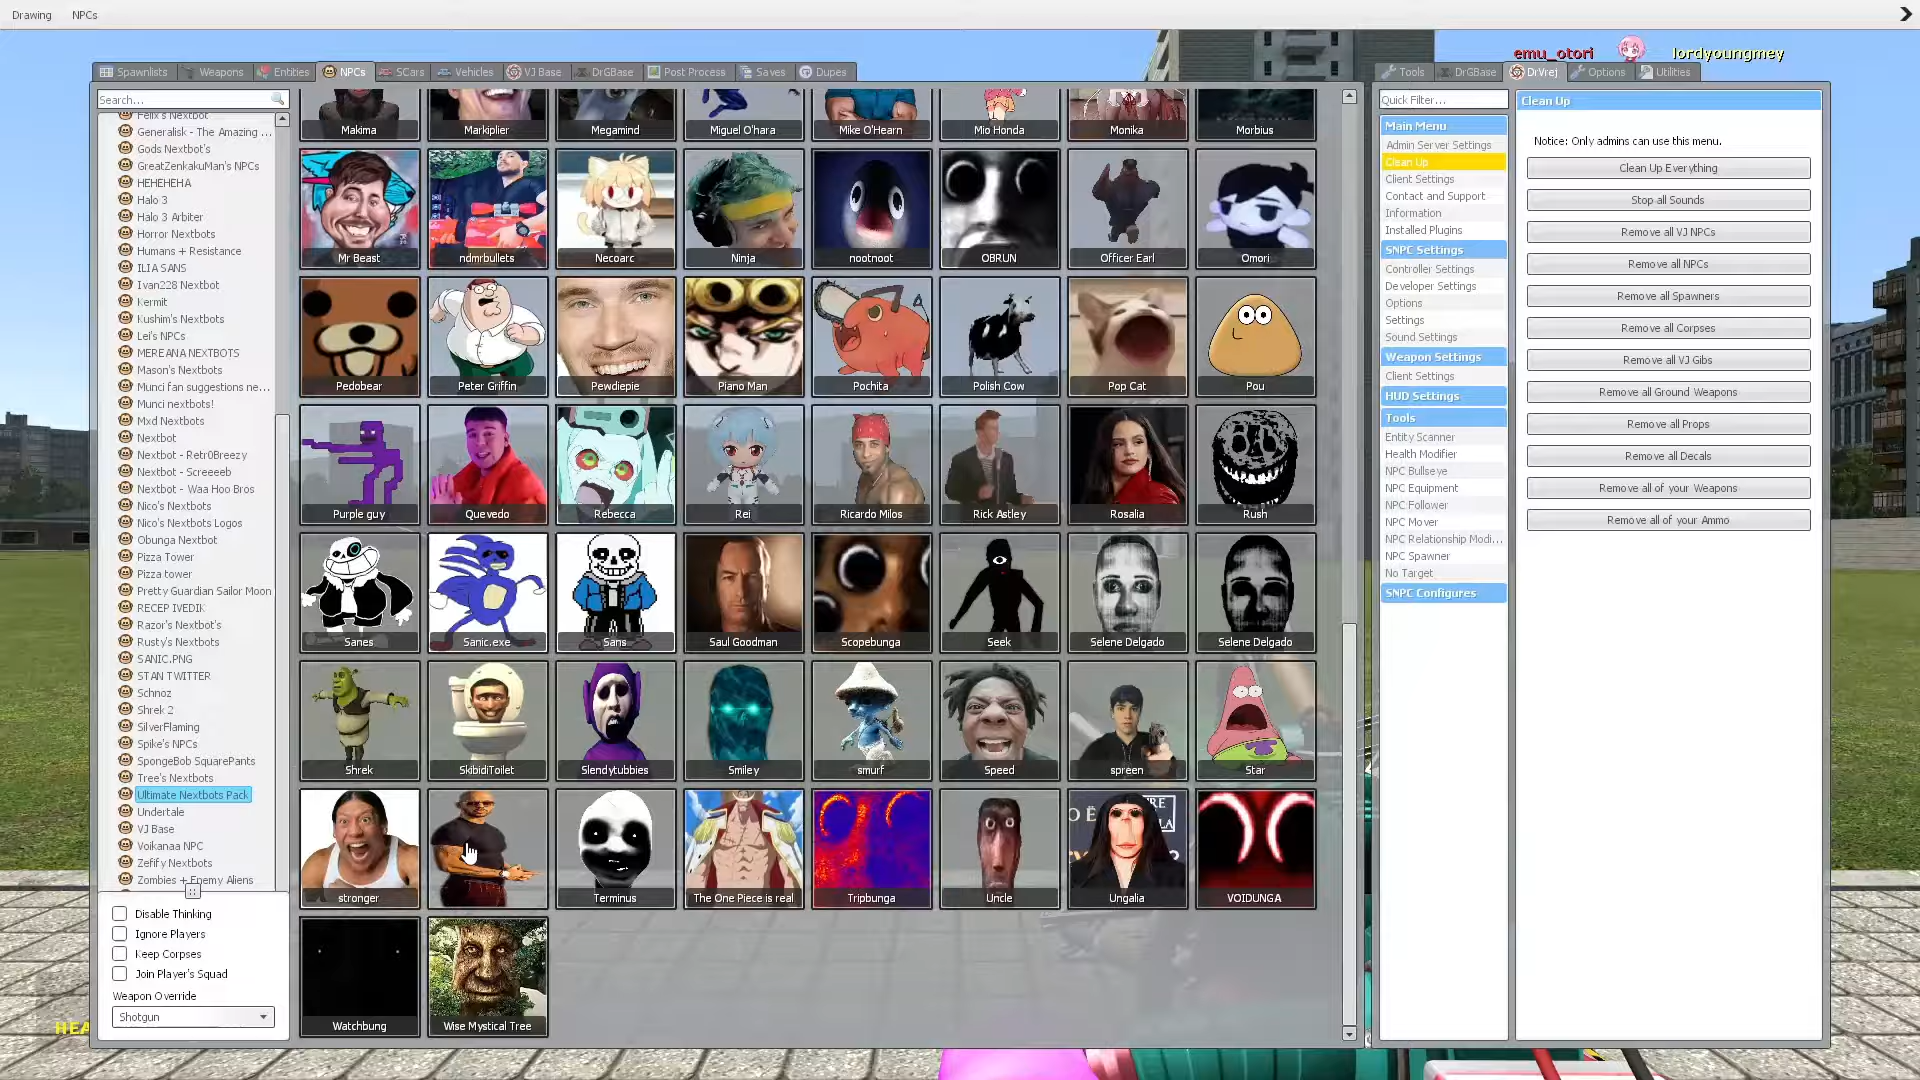 Drawing NPCs
emu_otori lordyoungmey
Spawnlists Weapons Entities NPCs SCars Vehicles VJ Base DrGBase Post Process Saves Dupes
Tools DrGBase DrVrej Options Utilities
Search...
Felix's Nextbot
Generalisk - The Amazing ...
Gods Nextbot's
GreatZenkakuMan's NPCs
HEHEHEHA
Halo 3
Halo 3 Arbiter
Horror Nextbots
Humans + Resistance
ILIA SANS
Ivan228 Nextbot
Kermit
Kushim's Nextbots
Lei's NPCs
MEREANA NEXTBOTS
Mason's Nextbots
Munci fan suggestions ne...
Munci nextbots!
Mxd Nextbots
Nextbot
Nextbot - Retr0Breezy
Nextbot - Screeeeb
Nextbot - Waa Hoo Bros
Nico's Nextbots
Nico's Nextbots Logos
Obunga Nextbot
Pizza Tower
Pizza tower
Pretty Guardian Sailor Moon
RECEP IVEDIK
Razor's Nextbot's
Rusty's Nextbots
SANIC.PNG
STAN TWITTER
Schnoz
Shrek 2
SilverFlaming
Spike's NPCs
SpongeBob SquarePants
Tree's Nextbots
Ultimate Nextbots Pack
Undertale
VJ Base
Voikanaa NPC
Zefify Nextbots
Zombies + Enemy Aliens
Disable Thinking
Ignore Players
Keep Corpses
Join Player's Squad
Weapon Override
Shotgun
HEA
Makima Markiplier Megamind Miguel O'hara Mike O'Hearn Mio Honda Monika Morbius
Mr Beast ndmrbullets Necoarc Ninja nootnoot OBRUN Officer Earl Omori
Pedobear Peter Griffin Pewdiepie Piano Man Pochita Polish Cow Pop Cat Pou
Purple guy Quevedo Rebecca Rei Ricardo Milos Rick Astley Rosalia Rush
Sanes Sanic.exe Sans Saul Goodman Scopebunga Seek Selene Delgado Selene Delgado
Shrek SkibidiToilet Slendytubbies Smiley smurf Speed spreen Star
stronger Terminus The One Piece is real Tripbunga Uncle Ungalia VOIDUNGA
Watchbung Wise Mystical Tree
Quick Filter...
Main Menu
Admin Server Settings
Clean Up
Client Settings
Contact and Support
Information
Installed Plugins
SNPC Settings
Controller Settings
Developer Settings
Options
Settings
Sound Settings
Weapon Settings
Client Settings
HUD Settings
Tools
Entity Scanner
Health Modifier
NPC Bullseye
NPC Equipment
NPC Follower
NPC Mover
NPC Relationship Modi...
NPC Spawner
No Target
SNPC Configures
Clean Up
Notice: Only admins can use this menu.
Clean Up Everything
Stop all Sounds
Remove all VJ NPCs
Remove all NPCs
Remove all Spawners
Remove all Corpses
Remove all VJ Gibs
Remove all Ground Weapons
Remove all Props
Remove all Decals
Remove all of your Weapons
Remove all of your Ammo